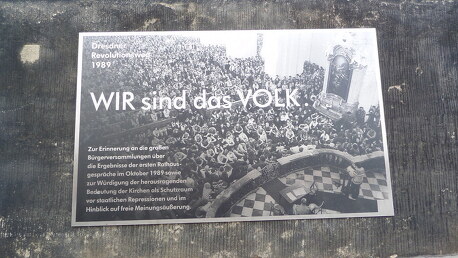 Dresdner
Revolutionsweg
1989
WIR sind das VOLK.
Zur Erinnerung an die großen
Bürgerversammlungen über
die Ergebnisse der ersten Rathaus-
gespräche im Oktober 1989 sowie
zur Würdigung der herausragenden
Bedeutung der Kirchen als Schutzraum
vor staatlichen Repressionen und im
Hinblick auf freie Meinungsäußerung.